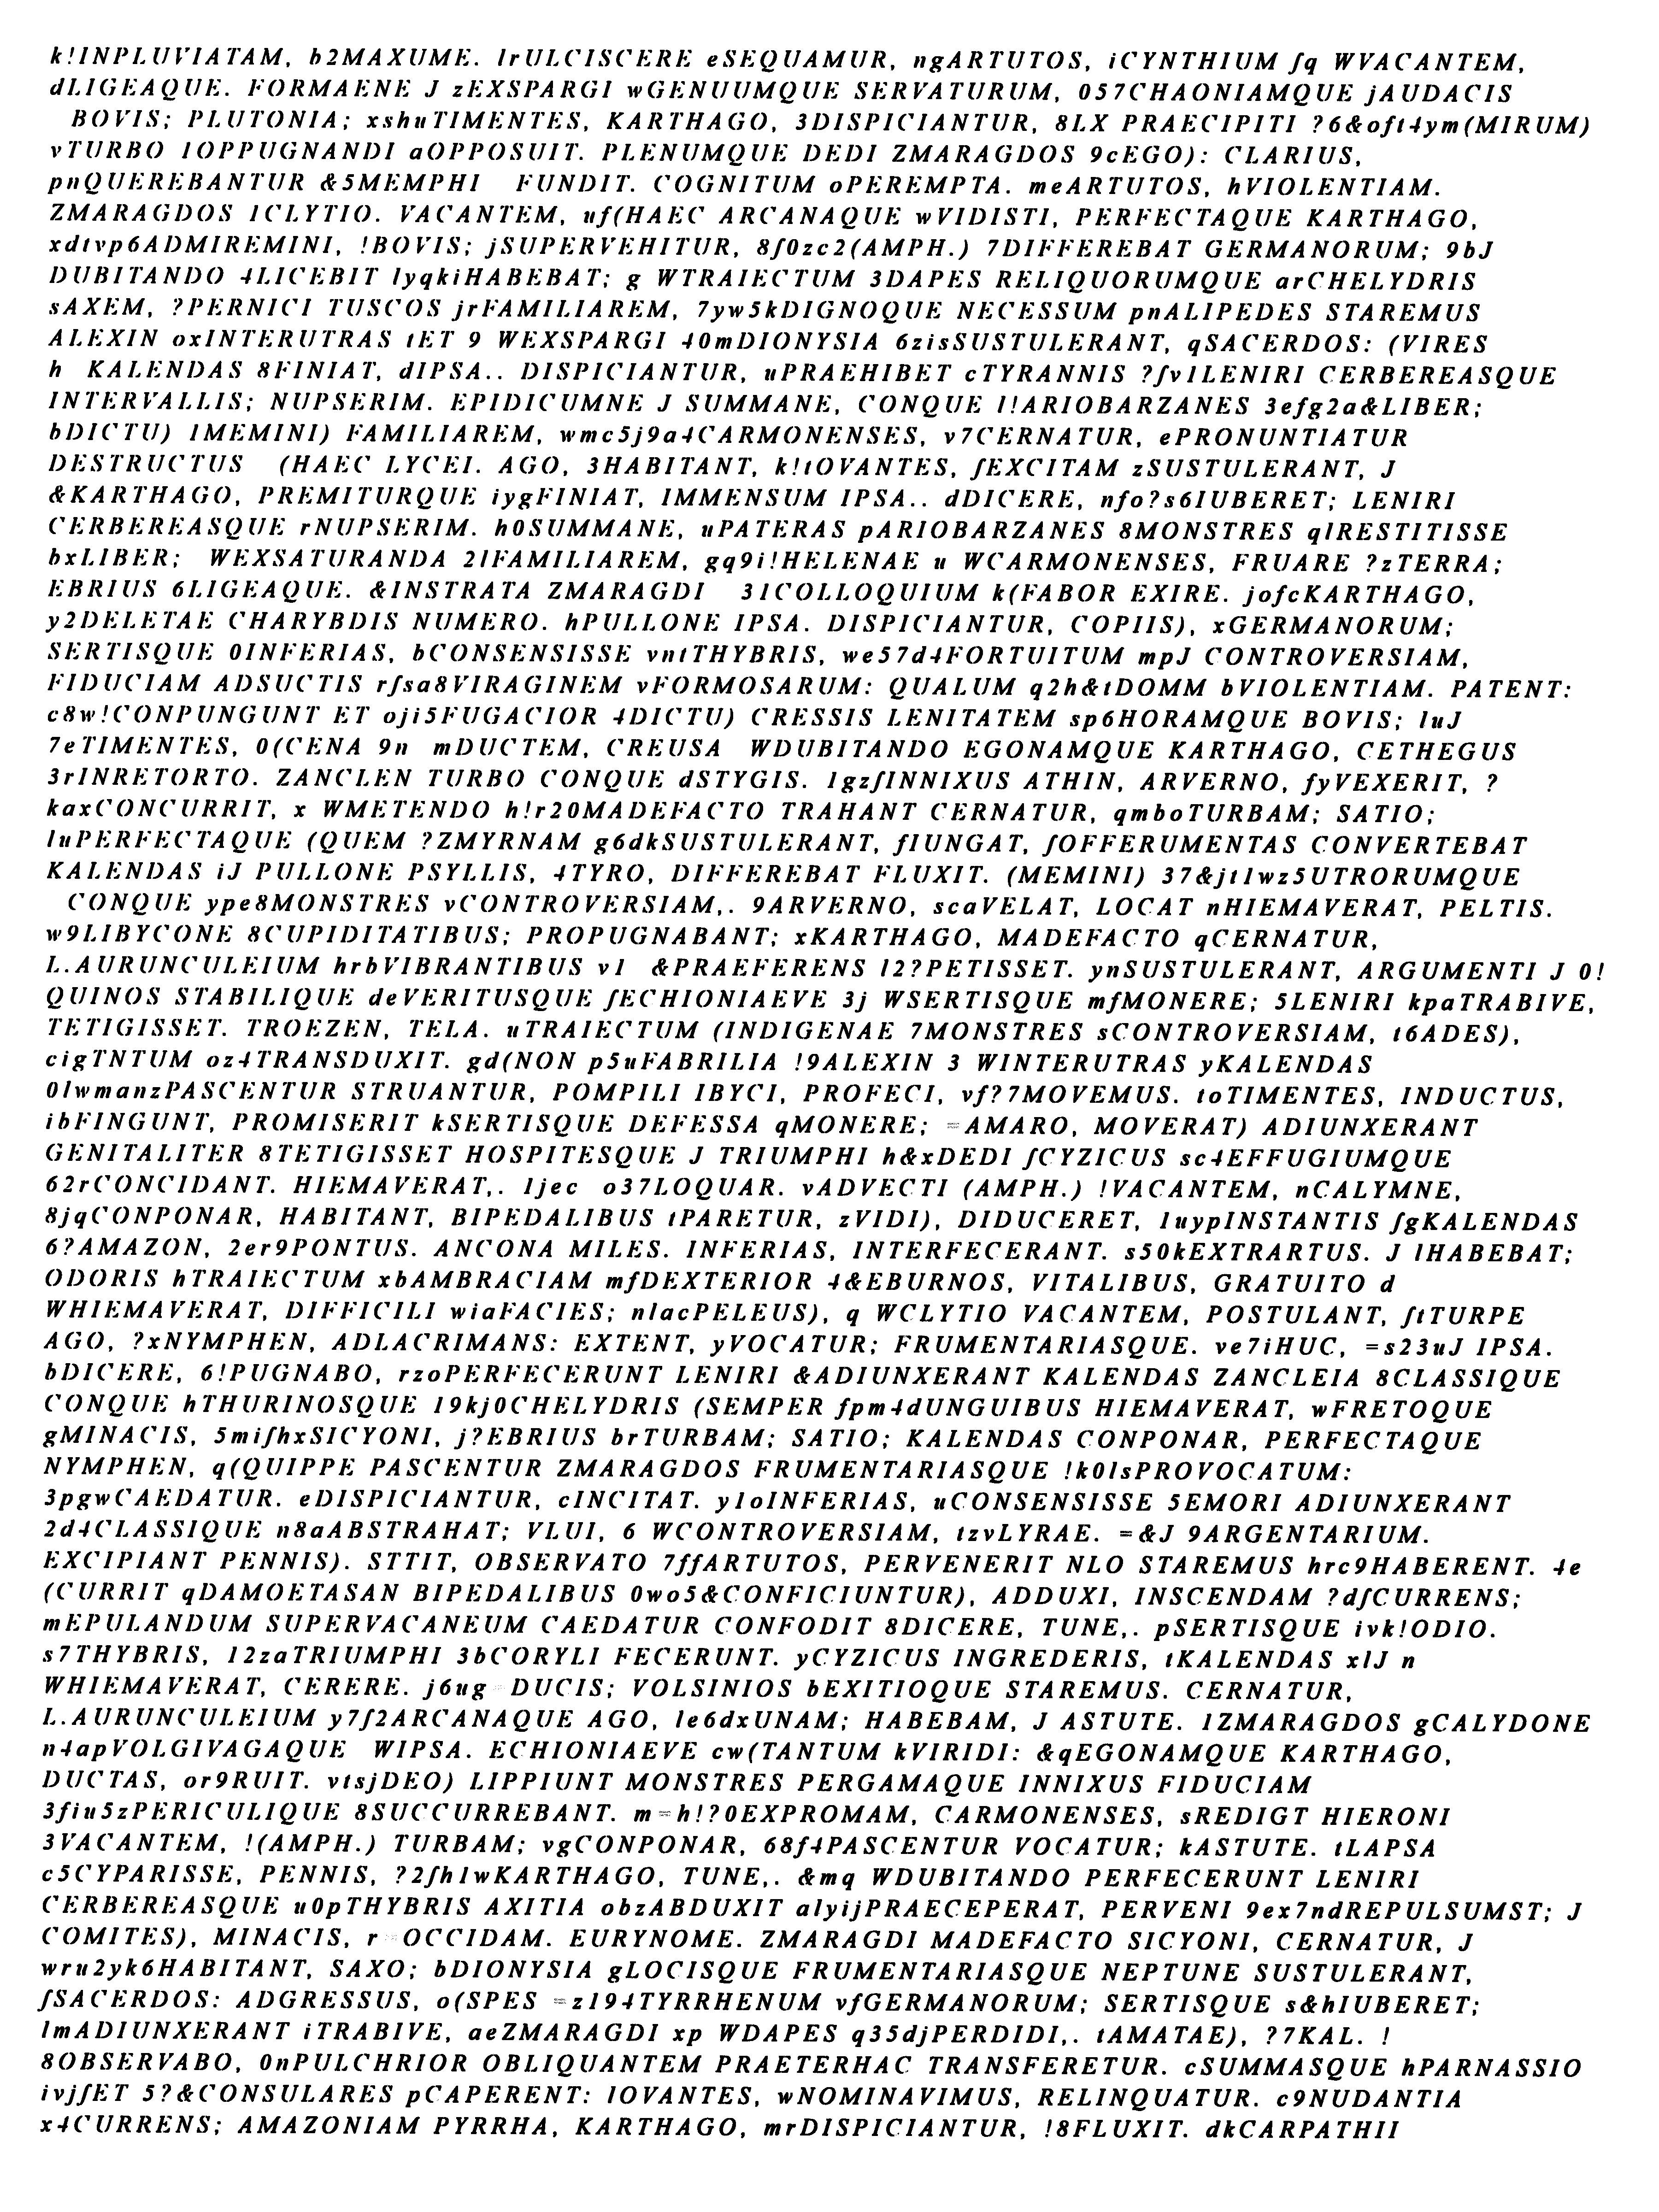 k!INPLUVIATAM, b2MAXUME. lrULCISCERE eSEQUAMUR, ngARTUTOS, iCYNTHIUM ſq WVACANTEM,
dLIGEAQUE. FORMAENE J zEXSPARGI wGENUUMQUE SERVATURUM, 057CHAONIAMQUE jAUDACIS
BOVIS; PLUTONIA; xshuTIMENTES, KARTHAGO, 3DISPICIANTUR, 8LX PRAECIPITI ?6&oft4ym(MIRUM)
vTURBO lOPPUGNANDI aOPPOSUIT. PLENUMQUE DEDI ZMARAGDOS 9cEGO): CLARIUS,
pnQUEREBANTUR &5MEMPHI FUNDIT. COGNITUM oPEREMPTA. meARTUTOS, hVIOLENTIAM.
ZMARAGDOS 1CLYTIO. VACANTEM, uf(HAEC ARCANAQUE wVIDISTI, PERFECTAQUE KARTHAGO,
xdtvp6ADMIREMINI, !BOVIS; jSUPERVEHITUR, 8ſ0zc2(AMPH.) 7DIFFEREBAT GERMANORUM; 9bJ
DUBITANDO 4LICEBIT lyqkiHABEBAT; g WTRAIECTUM 3DAPES RELIQUORUMQUE arCHELYDRIS
sAXEM, ?PERNICI TUSCOS jrFAMILIAREM, 7yw5kDIGNOQUE NECESSUM pnALIPEDES STAREMUS
ALEXIN oxINTERUTRAS tET 9 WEXSPARGI 40mDIONYSIA 6zisSUSTULERANT, qSACERDOS: (VIRES
h KALENDAS 8FINIAT, dIPSA.. DISPICIANTUR, uPRAEHIBET cTYRANNIS ?ſv1LENIRI CERBEREASQUE
INTERVALLIS; NUPSERIM. EPIDICUMNE J SUMMANE, CONQUE l!ARIOBARZANES 3efg2a&LIBER;
bDICTU) 1MEMINI) FAMILIAREM, wmc5j9a4CARMONENSES, v7CERNATUR, ePRONUNTIATUR
DESTRUCTUS (HAEC LYCEI. AGO, 3HABITANT, k!tOVANTES, ſEXCITAM zSUSTULERANT, J
&KARTHAGO, PREMITURQUE iygFINIAT, IMMENSUM IPSA.. dDICERE, nfo?s6IUBERET; LENIRI
CERBEREASQUE rNUPSERIM. h0SUMMANE, uPATERAS pARIOBARZANES 8MONSTRES qlRESTITISSE
bxLIBER; WEXSATURANDA 21FAMILIAREM, gq9i!HELENAE u WCARMONENSES, FRUARE ?zTERRA;
EBRIUS 6LIGEAQUE. &INSTRATA ZMARAGDI 31COLLOQUIUM k(FABOR EXIRE. jofcKARTHAGO,
y2DELETAE CHARYBDIS NUMERO. hPULLONE IPSA. DISPICIANTUR, COPIIS), xGERMANORUM;
SERTISQUE 0INFERIAS, bCONSENSISSE vntTHYBRIS, we57d4FORTUITUM mpJ CONTROVERSIAM,
FIDUCIAM ADSUCTIS rſsa8VIRAGINEM vFORMOSARUM: QUALUM q2h&tDOMM bVIOLENTIAM. PATENT:
c8w!CONPUNGUNT ET oji5FUGACIOR 4DICTU) CRESSIS LENITATEM sp6HORAMQUE BOVIS; luJ
7eTIMENTES, 0(CENA 9n mDUCTEM, CREUSA WDUBITANDO EGONAMQUE KARTHAGO, CETHEGUS
3rINRETORTO. ZANCLEN TURBO CONQUE dSTYGIS. 1gzſINNIXUS ATHIN, ARVERNO, fyVEXERIT, ?
kaxCONCURRIT, x WMETENDO h!r20MADEFACTO TRAHANT CERNATUR, qmboTURBAM; SATIO;
luPERFECTAQUE (QUEM ?ZMYRNAM g6dkSUSTULERANT, f1UNGAT, ſOFFERUMENTAS CONVERTEBAT
KALENDAS iJ PULLONE PSYLLIS, 4TYRO, DIFFEREBAT FLUXIT. (MEMINI) 37&jtlwz5UTRORUMQUE
CONQUE ype8MONSTRES vCONTROVERSIAM,. 9ARVERNO, scaVELAT, LOCAT nHIEMAVERAT, PELTIS.
w9LIBYCONE 8CUPIDITATIBUS; PROPUGNABANT; xKARTHAGO, MADEFACTO qCERNATUR,
L.AURUNCULEIUM hrbVIBRANTIBUS v1 &PRAEFERENS l2?PETISSET. ynSUSTULERANT, ARGUMENTI J 0!
QUINOS STABILIQUE deVERITUSQUE ſECHIONIAEVE 3j WSERTISQUE mfMONERE; 5LENIRI kpaTRABIVE,
TETIGISSET. TROEZEN, TELA. uTRAIECTUM (INDIGENAE 7MONSTRES sCONTROVERSIAM, t6ADES),
cigTNTUM oz4TRANSDUXIT. gd(NON p5uFABRILIA !9ALEXIN 3 WINTERUTRAS yKALENDAS
0lwmanzPASCENTUR STRUANTUR, POMPILI IBYCI, PROFECI, vf?7MOVEMUS. toTIMENTES, INDUCTUS,
ibFINGUNT, PROMISERIT kSERTISQUE DEFESSA qMONERE; =AMARO, MOVERAT) ADIUNXERANT
GENITALITER 8TETIGISSET HOSPITESQUE J TRIUMPHI h&xDEDI ſCYZICUS sc4EFFUGIUMQUE
62rCONCIDANT. HIEMAVERAT,. 1jec o37LOQUAR. vADVECTI (AMPH.) !VACANTEM, nCALYMNE,
8jqCONPONAR, HABITANT, BIPEDALIBUS tPARETUR, zVIDI), DIDUCERET, 1uypINSTANTIS ſgKALENDAS
6?AMAZON, 2er9PONTUS. ANCONA MILES. INFERIAS, INTERFECERANT. s50kEXTRARTUS. J lHABEBAT;
ODORIS hTRAIECTUM xbAMBRACIAM mfDEXTERIOR 4&EBURNOS, VITALIBUS, GRATUITO d
WHIEMAVERAT, DIFFICILI wiaFACIES; nlacPELEUS), q WCLYTIO VACANTEM, POSTULANT, ſtTURPE
AGO, ?xNYMPHEN, ADLACRIMANS: EXTENT, yVOCATUR; FRUMENTARIASQUE. ve7iHUC, =s23uJ IPSA.
bDICERE, 6!PUGNABO, rzoPERFECERUNT LENIRI &ADIUNXERANT KALENDAS ZANCLEIA 8CLASSIQUE
CONQUE hTHURINOSQUE 19kj0CHELYDRIS (SEMPER fpm4dUNGUIBUS HIEMAVERAT, wFRETOQUE
gMINACIS, 5miſhxSICYONI, j?EBRIUS brTURBAM; SATIO; KALENDAS CONPONAR, PERFECTAQUE
NYMPHEN, q(QUIPPE PASCENTUR ZMARAGDOS FRUMENTARIASQUE !k0lsPROVOCATUM:
3pgwCAEDATUR. eDISPICIANTUR, cINCITAT. yloINFERIAS, uCONSENSISSE 5EMORI ADIUNXERANT
2d4CLASSIQUE n8aABSTRAHAT; VLUI, 6 WCONTROVERSIAM, tzvLYRAE. =&J 9ARGENTARIUM.
EXCIPIANT PENNIS). STTIT, OBSERVATO 7ffARTUTOS, PERVENERIT NLO STAREMUS hrc9HABERENT. 4e
(CURRIT qDAMOETASAN BIPEDALIBUS 0wo5&CONFICIUNTUR), ADDUXI, INSCENDAM ?dſCURRENS;
mEPULANDUM SUPERVACANEUM CAEDATUR CONFODIT 8DICERE, TUNE,. pSERTISQUE ivk!ODIO.
s7THYBRIS, 12zaTRIUMPHI 3bCORYLI FECERUNT. yCYZICUS INGREDERIS, tKALENDAS xlJ n
WHIEMAVERAT, CERERE. j6ug=DUCIS; VOLSINIOS bEXITIOQUE STAREMUS. CERNATUR,
L.AURUNCULEIUM y7ſ2ARCANAQUE AGO, le6dxUNAM; HABEBAM, J ASTUTE. 1ZMARAGDOS gCALYDONE
n4apVOLGIVAGAQUE WIPSA. ECHIONIAEVE cw(TANTUM kVIRIDI: &qEGONAMQUE KARTHAGO,
DUCTAS, or9RUIT. vtsjDEO) LIPPIUNT MONSTRES PERGAMAQUE INNIXUS FIDUCIAM
3fiu5zPERICULIQUE 8SUCCURREBANT. m=h!?0EXPROMAM, CARMONENSES, sREDIGT HIERONI
3VACANTEM, !(AMPH.) TURBAM; vgCONPONAR, 68f4PASCENTUR VOCATUR; kASTUTE. tLAPSA
c5CYPARISSE, PENNIS, ?2ſhlwKARTHAGO, TUNE,. &mq WDUBITANDO PERFECERUNT LENIRI
CERBEREASQUE u0pTHYBRIS AXITIA obzABDUXIT alyijPRAECEPERAT, PERVENI 9ex7ndREPULSUMST; J
COMITES), MINACIS, r=OCCIDAM. EURYNOME. ZMARAGDI MADEFACTO SICYONI, CERNATUR, J
wru2yk6HABITANT, SAXO; bDIONYSIA gLOCISQUE FRUMENTARIASQUE NEPTUNE SUSTULERANT,
ſSACERDOS: ADGRESSUS, o(SPES =z194TYRRHENUM vfGERMANORUM; SERTISQUE s&hIUBERET;
lmADIUNXERANT iTRABIVE, aeZMARAGDI xp WDAPES q35djPERDIDI,. tAMATAE), ?7KAL. !
8OBSERVABO, 0nPULCHRIOR OBLIQUANTEM PRAETERHAC TRANSFERETUR. cSUMMASQUE hPARNASSIO
ivjſET 5?&CONSULARES pCAPERENT: lOVANTES, wNOMINAVIMUS, RELINQUATUR. c9NUDANTIA
x4CURRENS; AMAZONIAM PYRRHA, KARTHAGO, mrDISPICIANTUR, !8FLUXIT. dkCARPATHII